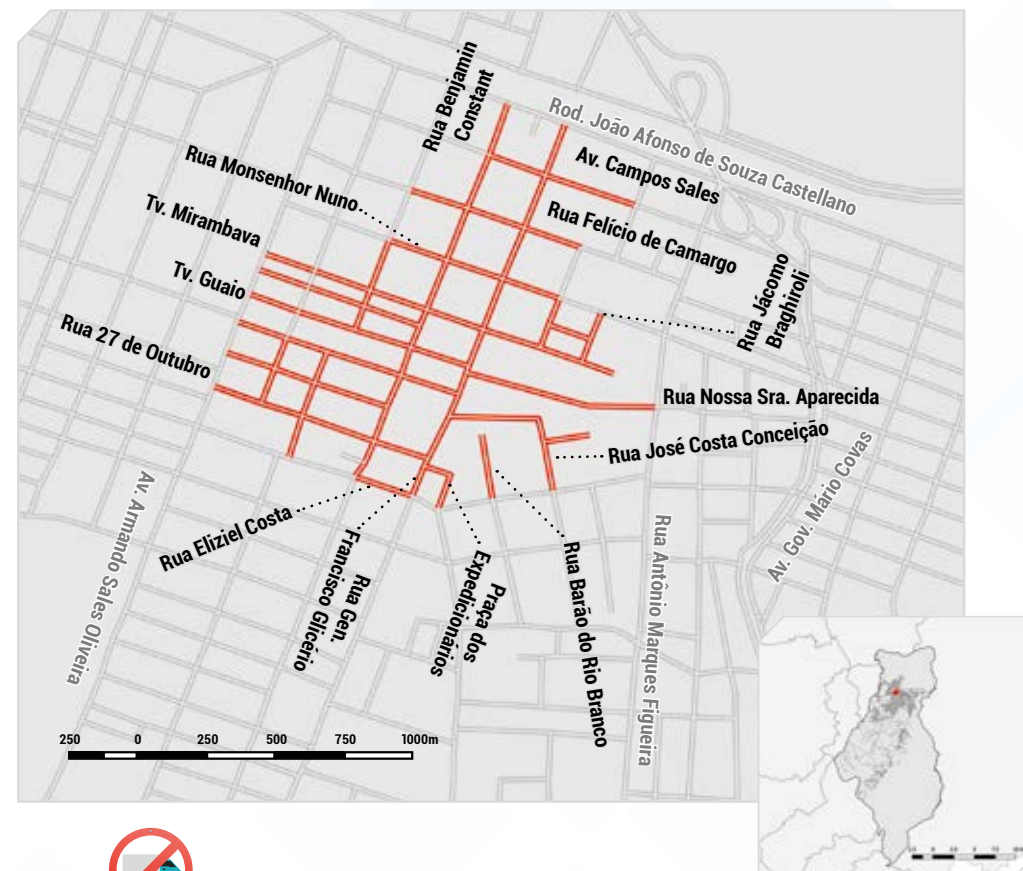 Rua Benjamin
Constant
Rod. João Afonso de Souza Castellano
Av. Campos Sales
Rua Monsenhor Nuno
Tv. Mirambava
Rua Felício de Camargo
Tv. Guaio
Rua Jácomo
Braghiroli
Rua 27 de Outubro
Rua Nossa Sra. Aparecida
Rua José Costa Conceição
Av. Gov. Mário Covas
Av. Armando Sales Oliveira
Rua Eliziel Costa
Rua Gen.
Francisco Glicerio
Praça dos
Expedicionarios
Rua Barão do Rio Branco
Rua Antônio Marques Figueira
250 0 250 500 750 1000m